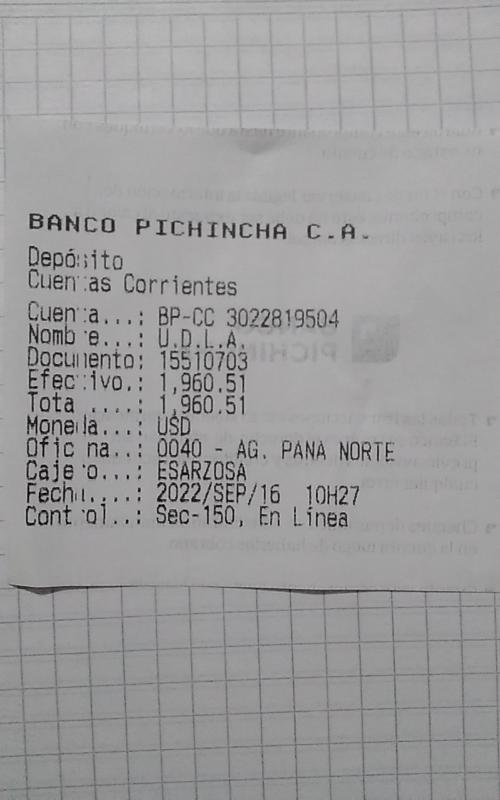 BANCO PICHINCHA C.A.
Depósito
Cuentas Corrientes
Cuenta...: BP-CC 3022819504
Nombre...: U.D.L.A.
Documento: 15510703
Efectivo.: 1,960.51
Total ....: 1,960.51
Moneda...: USD
Oficina..: 0040 - AG. PANA NORTE
Cajero...: ESARZOSA
Fecha....: 2022/SEP/16 10H27
Control..: Sec-150, En Línea